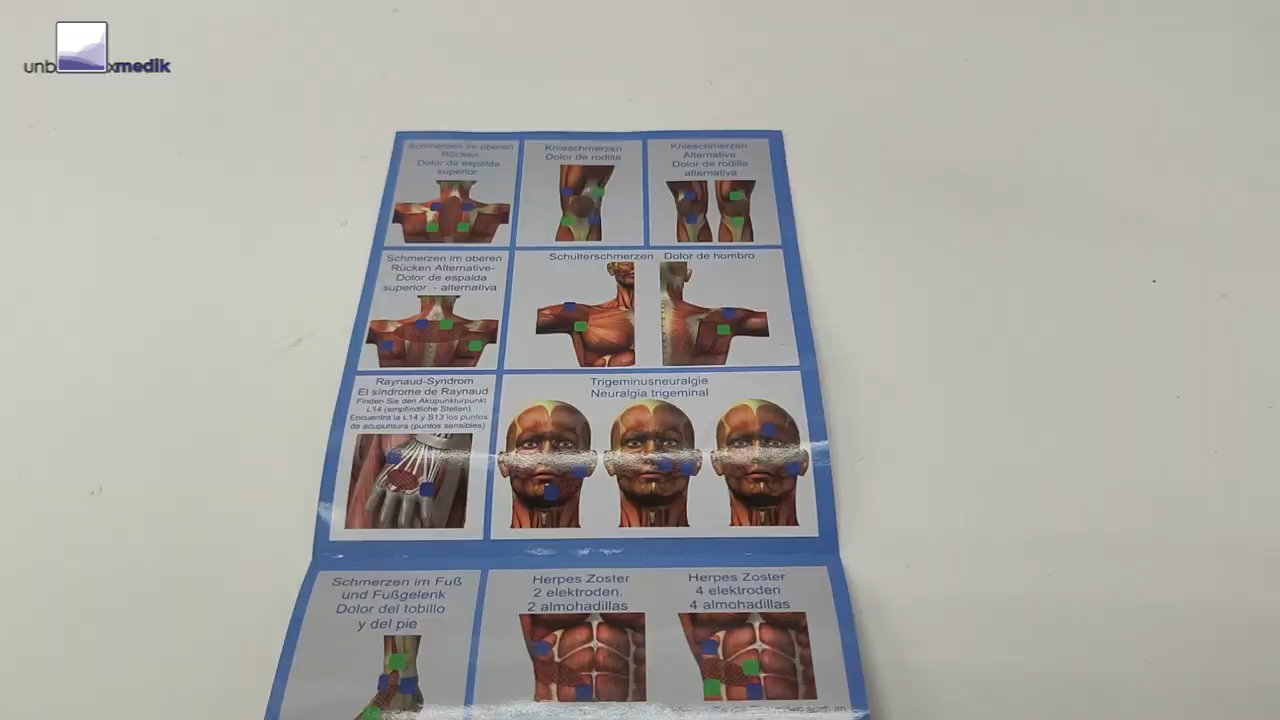 unb xmedik
Schmerzen im oberen
Rücken
Dolor de espalda
superior
Knieschmerzen
Dolor de rodilla
Knieschmerzen
Alternative
Dolor de rodilla
alternativa
Schmerzen im oberen
Rücken Alternative-
Dolor de espalda
superior - alternativa
Schulterschmerzen Dolor de hombro
Raynaud-Syndrom
El síndrome de Raynaud
Finden Sie den Akupunkturpunkt
L14 (empfindliche Stellen)
Encuentra la L14 y S13 los puntos
de acupuntura (puntos sensibles)
Trigeminusneuralgie
Neuralgia trigeminal
Schmerzen im Fuß
und Fußgelenk
Dolor del tobillo
y del pie
Herpes Zoster
2 elektroden.
2 almohadillas
Herpes Zoster
4 elektroden
4 almohadillas